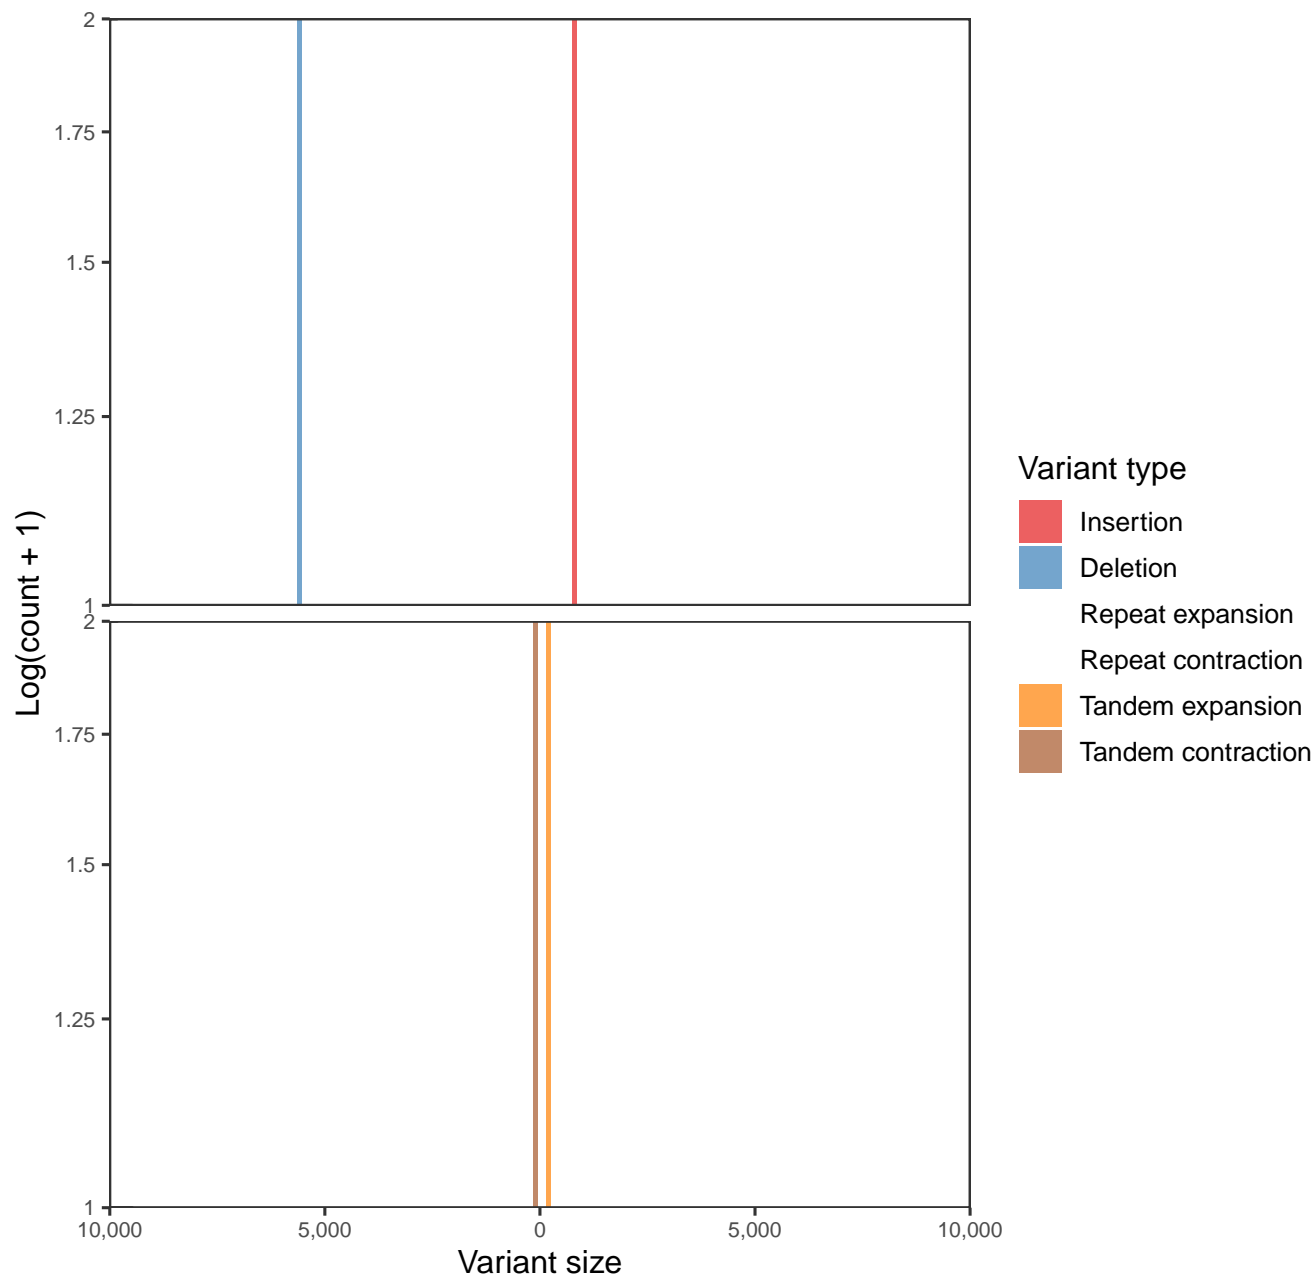 2
1.75
1.5
1.25
1
2
1.75
1.5
1.25
1
10,000
5,000
0
5,000
10,000
Variant size
Log(count + 1)
Variant type
Insertion
Deletion
Repeat expansion
Repeat contraction
Tandem expansion
Tandem contraction